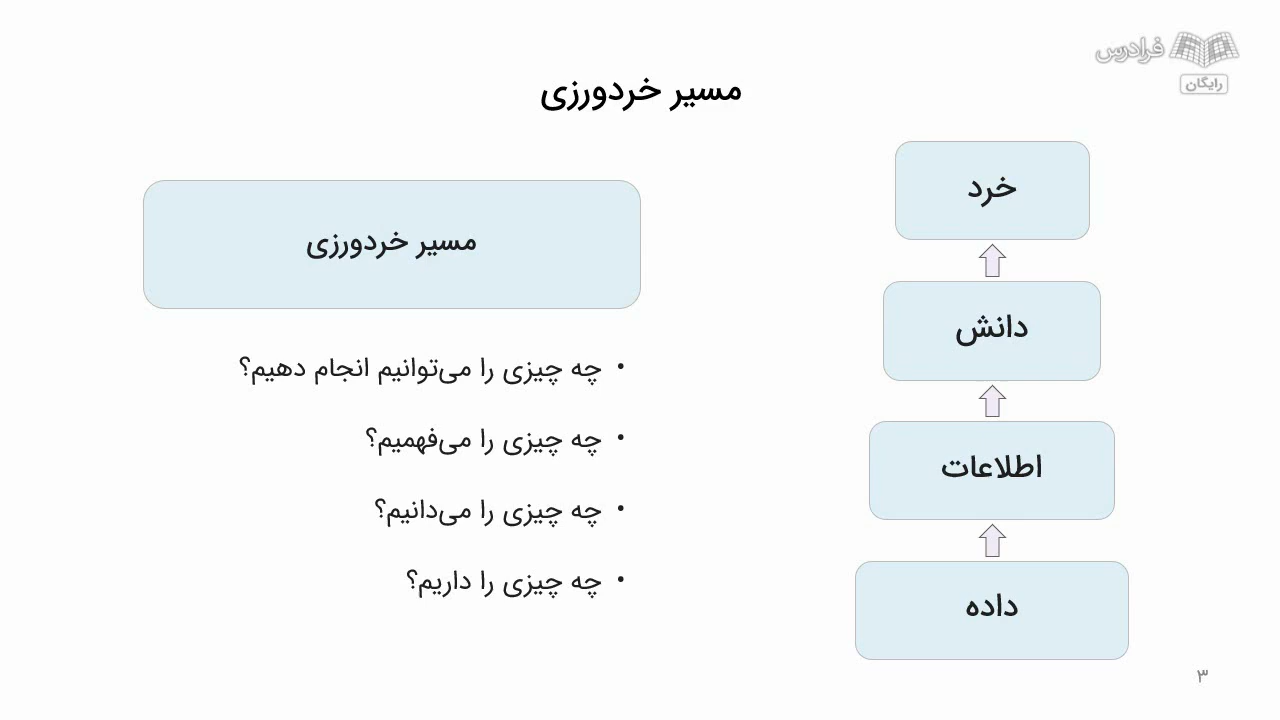 فرادرس
رایگان
مسیر خردورزی
خرد
دانش
اطلاعات
داده
مسیر خردورزی
• چه چیزی را می‌توانیم انجام دهیم؟
• چه چیزی را می‌فهمیم؟
• چه چیزی را می‌دانیم؟
• چه چیزی را داریم؟
۳